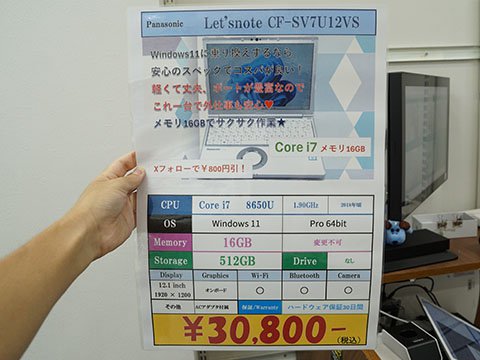 Panasonic Let'snote CF-SV7U12VS
Windows11に乗り換えするなら
安心のスペックでコスパが良い!
軽くて丈夫、ポートが豊富なので
これ一台で外仕事も安心♥
メモリ16GBでサクサク作業★
Core i7 メモリ16GB
Xフォローで¥800円引!
CPU Core i7 8650U 1.90GHz 2018年頃
OS Windows 11 Pro 64bit
Memory 16GB 変更不可
Storage 512GB Drive なし
Display Graphics Wi-Fi Bluetooth Camera
12.1 inch
1920 × 1200 オンボード ○ ○ ○
その他 ACアダプタ付属 保証/Warranty ハードウェア保証30日間
¥30,800-
(税込)